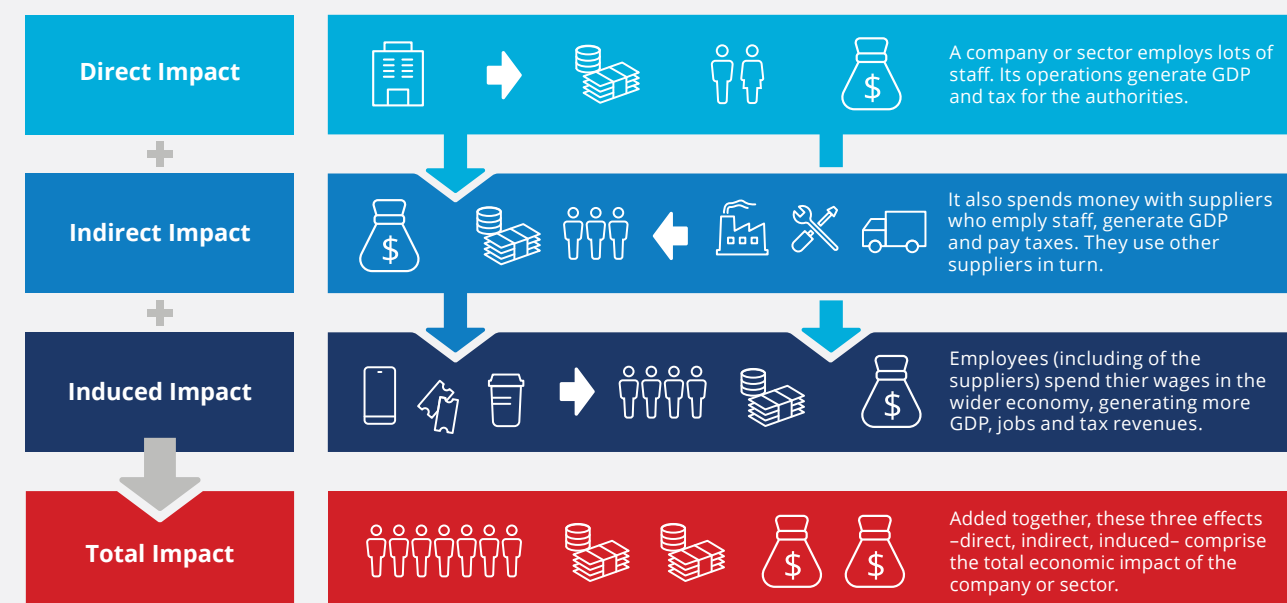 Direct Impact
$
A company or sector employs lots of
staff. Its operations generate GDP
and tax for the authorities.
Indirect Impact
$
It also spends money with suppliers
who emply staff, generate GDP
and pay taxes. They use other
suppliers in turn.
Induced Impact
$
Employees (including of the
suppliers) spend thier wages in the
wider economy, generating more
GDP, jobs and tax revenues.
Total Impact
$
$
Added together, these three effects
–direct, indirect, induced– comprise
the total economic impact of the
company or sector.